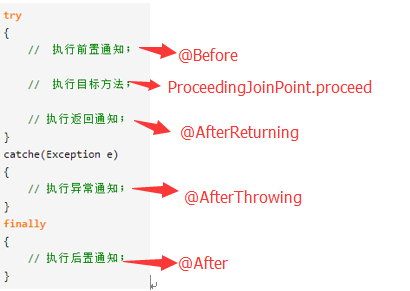 try
{
// 执行前置通知; @Before
// 执行目标方法; ProceedingJoinPoint.proceed
// 执行返回通知; @AfterReturning
}
catche(Exception e)
{
// 执行异常通知; @AfterThrowing
}
finally
{
// 执行后置通知; @After
}